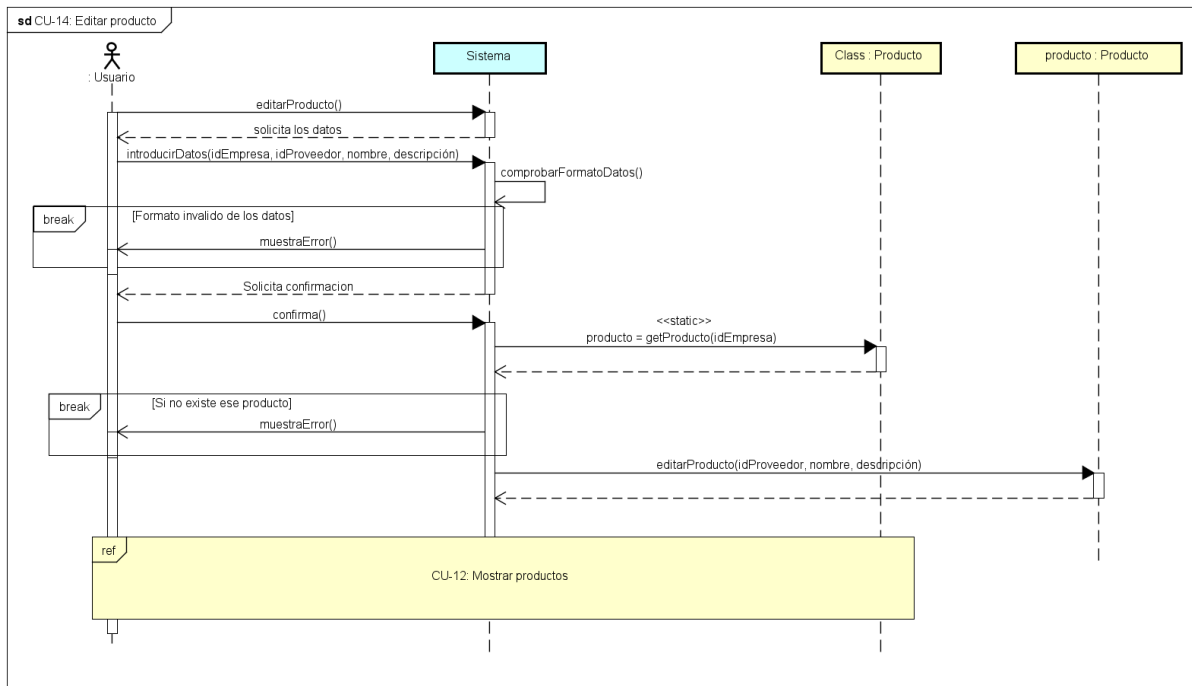 sd CU-14: Editar producto
: Usuario
Sistema
Class : Producto
producto : Producto
editarProducto()
solicita los datos
introducirDatos(idEmpresa, idProveedor, nombre, descripción)
comprobarFormatoDatos()
break
[Formato invalido de los datos]
muestraError()
Solicita confirmacion
confirma()
<<static>>
producto = getProducto(idEmpresa)
break
[Si no existe ese producto]
muestraError()
editarProducto(idProveedor, nombre, descripción)
ref
CU-12: Mostrar productos